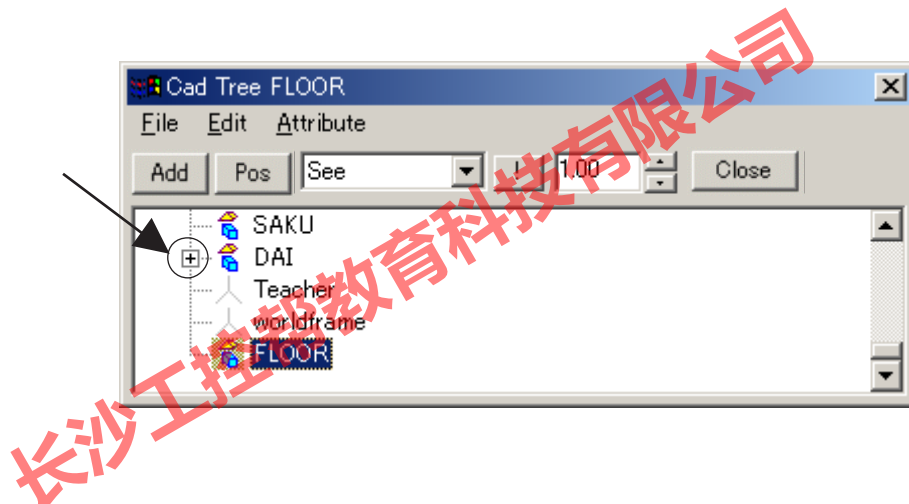 Cad Tree FLOOR
File Edit Attribute
Add Pos See 1.00 Close
SAKU
DAI
Teacher
worldframe
FLOOR
长沙工控帮教育科技有限公司